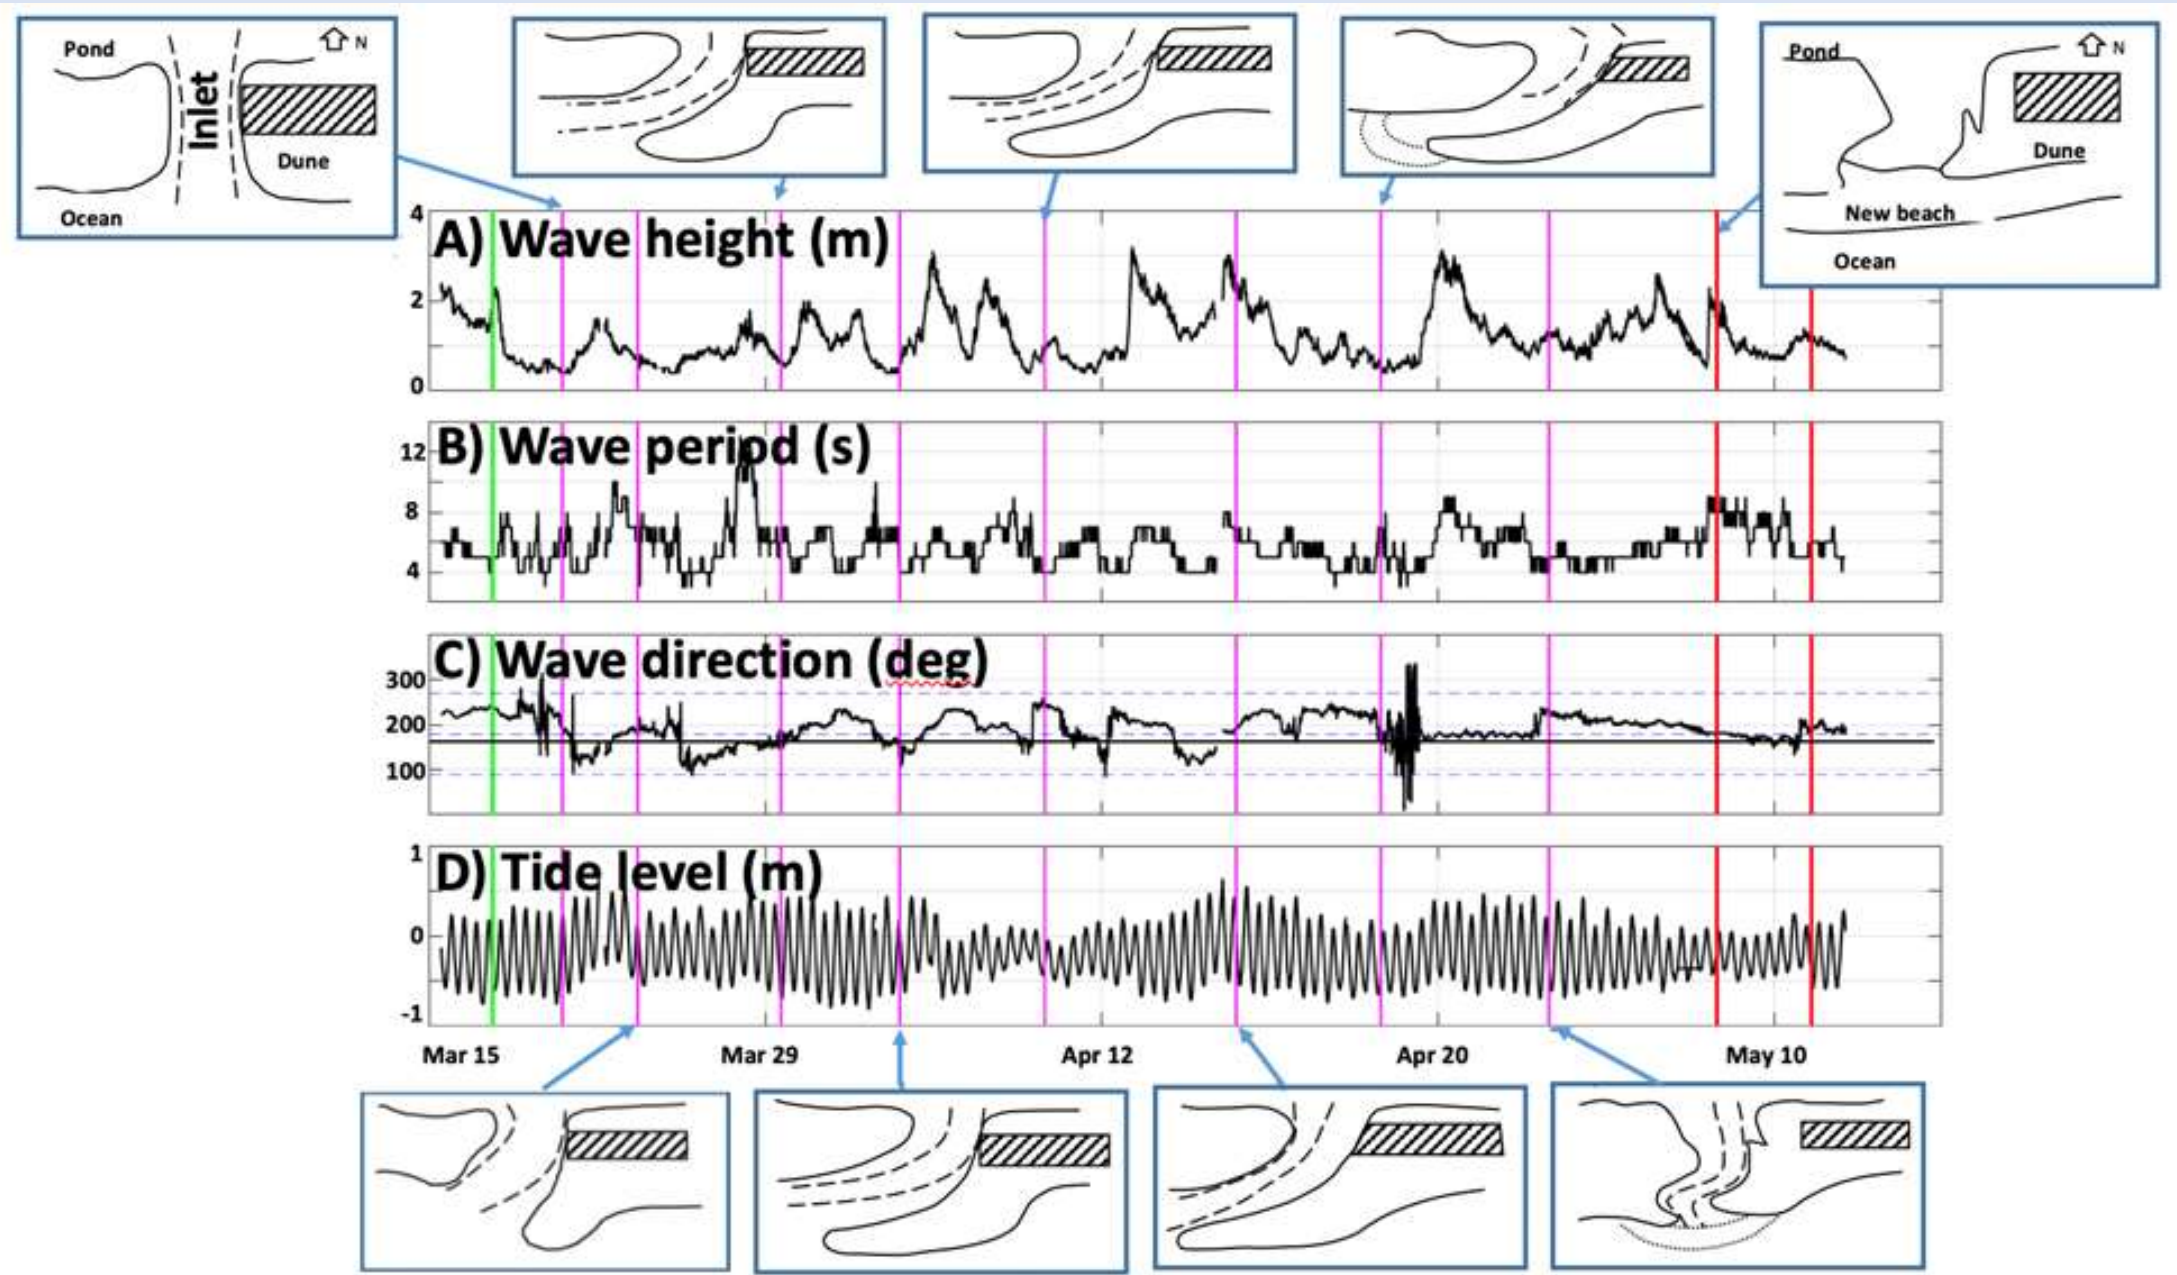 Pond
N
Inlet
Dune
Ocean
Pond
N
Dune
New beach
Ocean
A) Wave height (m)
4
2
0
B) Wave period (s)
12
8
4
C) Wave direction (deg)
300
200
100
D) Tide level (m)
1
0
-1
Mar 15 Mar 29 Apr 12 Apr 20 May 10